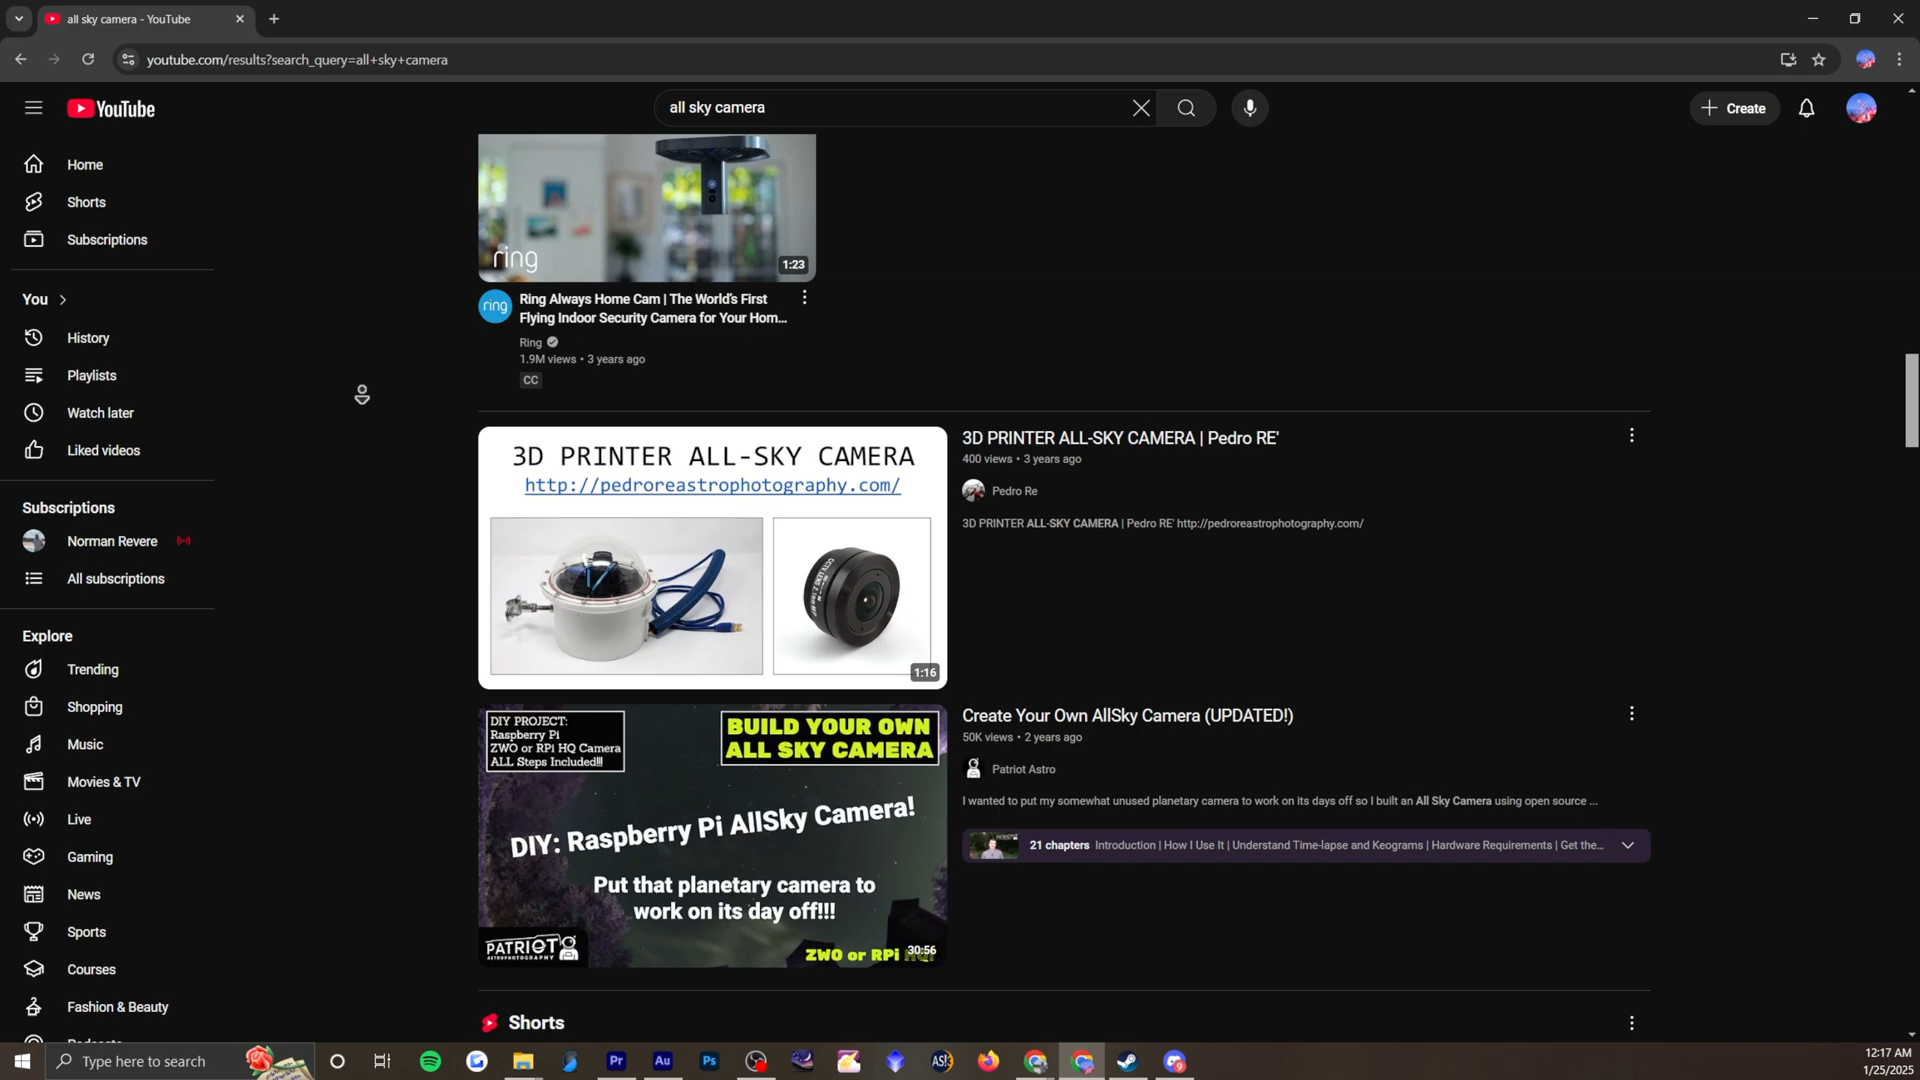 all sky camera - YouTube
youtube.com/results?search_query=all+sky+camera
YouTube
all sky camera
Create
Home
Shorts
Subscriptions
You
History
Playlists
Watch later
Liked videos
Subscriptions
Norman Revere
All subscriptions
Explore
Trending
Shopping
Music
Movies & TV
Live
Gaming
News
Sports
Courses
Fashion & Beauty
ring
1:23
ring
Ring Always Home Cam | The World's First
Flying Indoor Security Camera for Your Hom...
Ring
1.9M views • 3 years ago
CC
3D PRINTER ALL-SKY CAMERA
http://pedroreastrophotography.com/
1:16
3D PRINTER ALL-SKY CAMERA | Pedro RE'
400 views • 3 years ago
Pedro Re
3D PRINTER ALL-SKY CAMERA | Pedro RE' http://pedroreastrophotography.com/
DIY PROJECT:
Raspberry Pi
ZWO or RPi HQ Camera
ALL Steps Included!!!
BUILD YOUR OWN
ALL SKY CAMERA
DIY: Raspberry Pi AllSky Camera!
Put that planetary camera to
work on its day off!!!
PATRIOT
ASTROPHOTOGRAPHY
ZWO or RPi
30:56
Create Your Own AllSky Camera (UPDATED!)
50K views • 2 years ago
Patriot Astro
I wanted to put my somewhat unused planetary camera to work on its days off so I built an All Sky Camera using open source ...
21 chapters Introduction | How I Use It | Understand Time-lapse and Keograms | Hardware Requirements | Get the...
Shorts
Type here to search
Pr
Au
Ps
AS!3
9
12:17 AM
1/25/2025